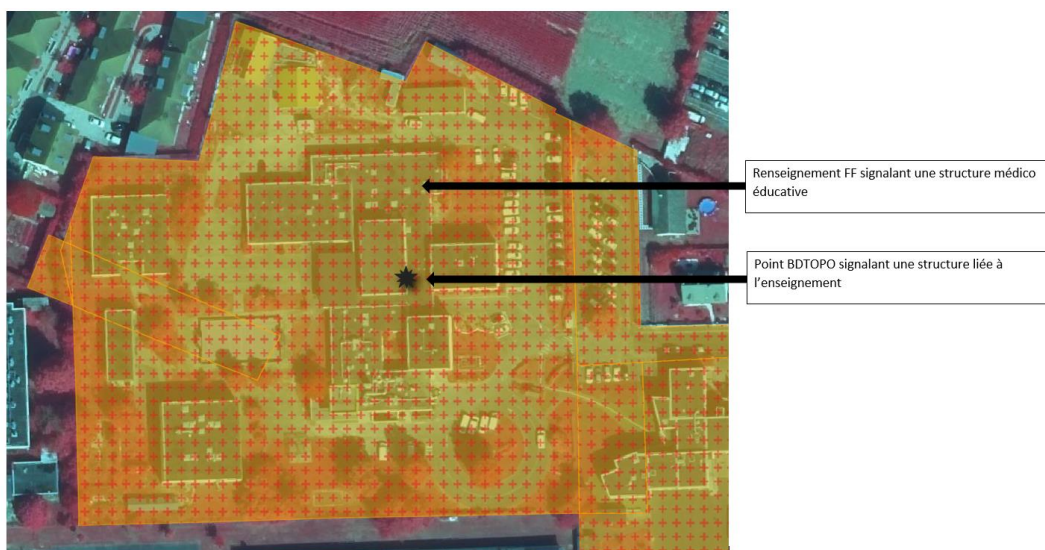 Renseignement FF signalant une structure médico
éducative
Point BDTOPO signalant une structure liée à
l'enseignement